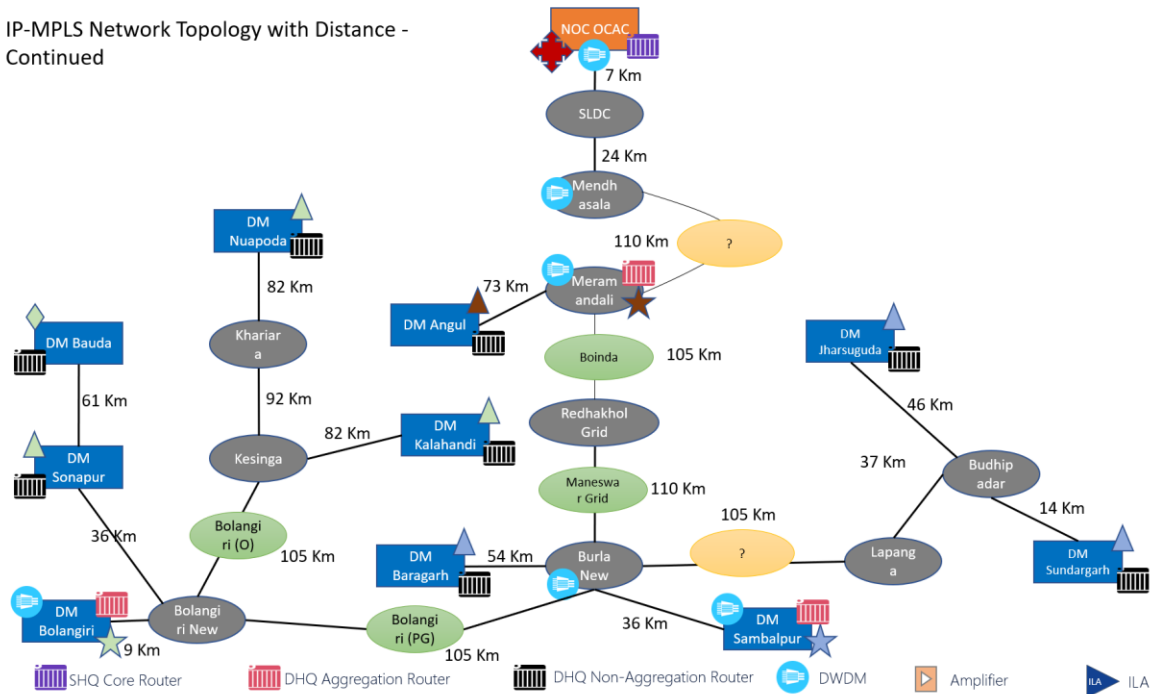 IP-MPLS Network Topology with Distance -
Continued
NOC OCAC
7 Km
SLDC
24 Km
Mendh
asala
DM
Nuapoda
?
110 Km
Meram
andali
73 Km
82 Km
DM Angul
DM Bauda
Khariar
a
Boinda
105 Km
DM
Jharsuguda
61 Km
92 Km
46 Km
Redhakhol
Grid
82 Km
DM
Kalahandi
DM
Sonapur
Kesinga
37 Km
Budhip
adar
Maneswa
r Grid
110 Km
14 Km
105 Km
Bolangi
ri (O)
36 Km
105 Km
DM
Baragarh
54 Km
Burla
New
?
Lapang
a
DM
Sundargarh
DM
Bolangiri
Bolangi
ri New
9 Km
Bolangi
ri (PG)
105 Km
36 Km
DM
Sambalpur
SHQ Core Router
DHQ Aggregation Router
DHQ Non-Aggregation Router
DWDM
Amplifier
ILA
ILA